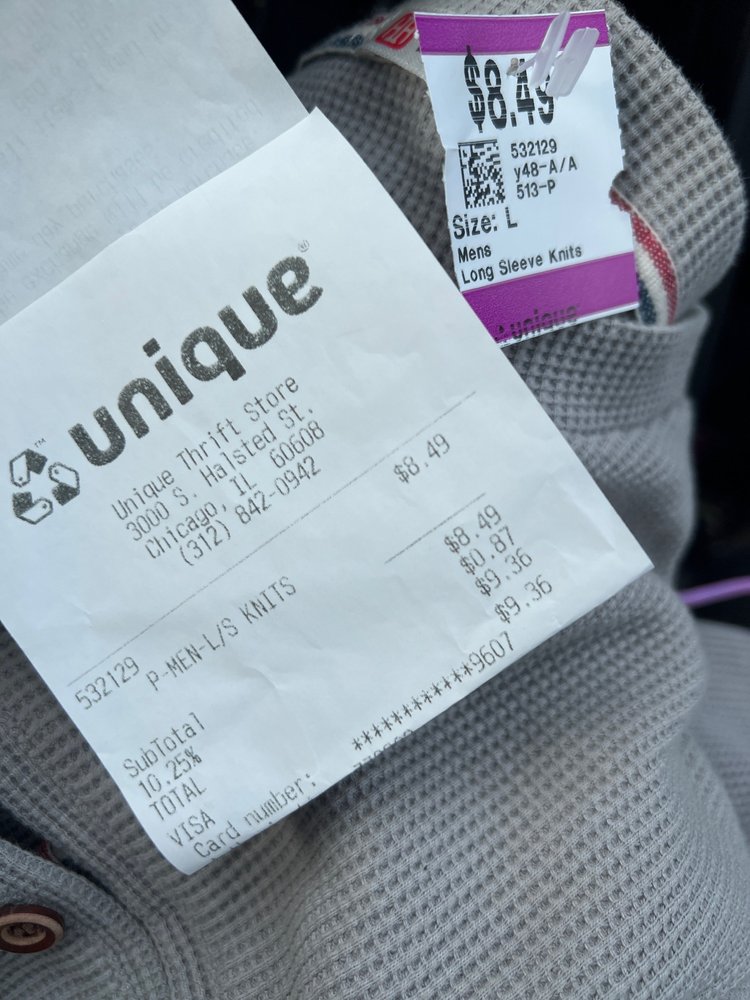 $8.49
532129
y48-A/A
513-P
Size: L
Mens
Long Sleeve Knits
unique
unique®
Unique Thrift Store
3000 S. Halsted St.
Chicago, IL 60608
(312) 842-0942
532129 $8.49
P-MEN-L/S KNITS
Subtotal $8.49
10.25% $0.87
TOTAL $9.36
VISA $9.36
Card number: ************9607